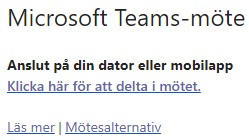 Microsoft Teams-möte
Anslut på din dator eller mobilapp
Klicka här för att delta i mötet.
Läs mer | Mötesalternativ